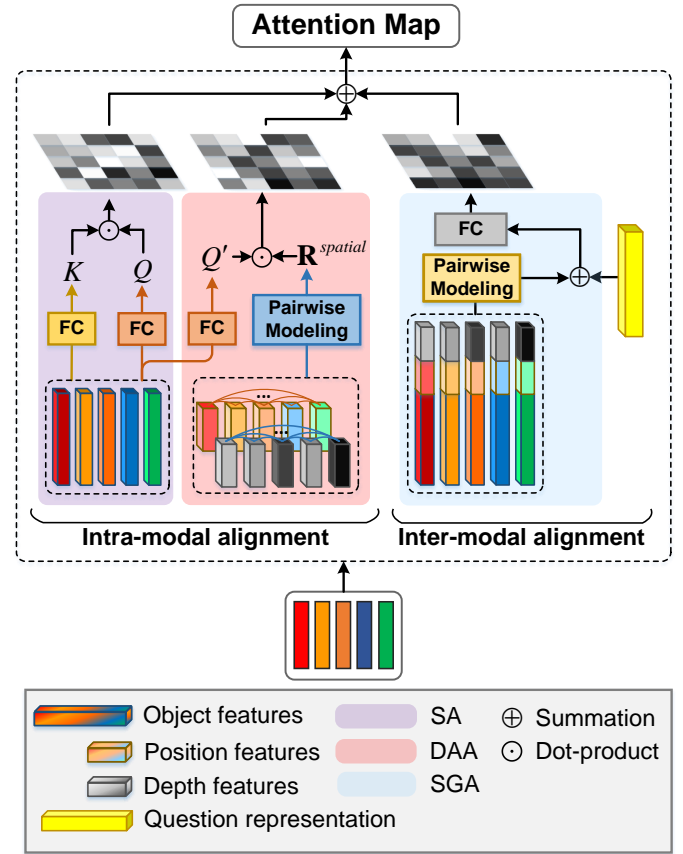 Attention Map
K
Q
Q′
R spatial
FC
FC
FC
Pairwise
Modeling
...
...
FC
Pairwise
Modeling
Intra-modal alignment
Inter-modal alignment
Object features
SA
Summation
Position features
DAA
Dot-product
Depth features
SGA
Question representation